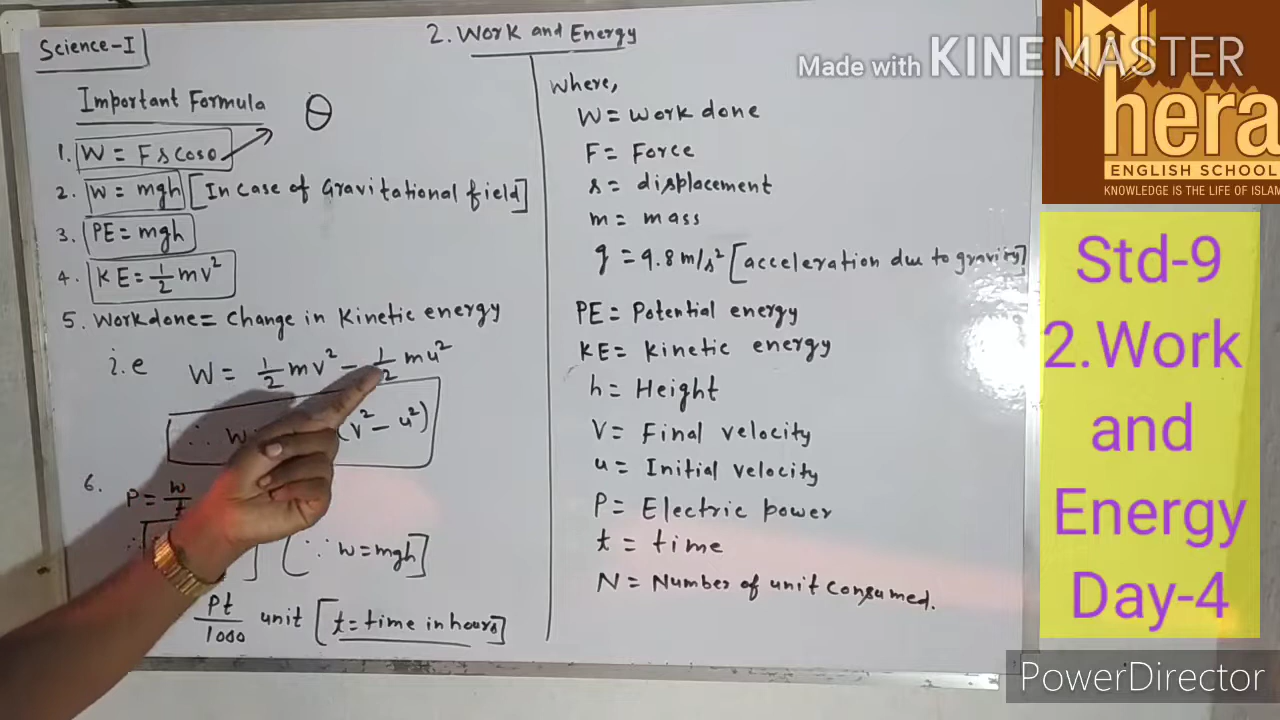 Science-I
2. Work and Energy
Important Formula
θ
1. W = F s cosθ
2. W = mgh [In case of Gravitational field]
3. PE = mgh
4. KE = 1/2 mv²
5. Workdone = Change in Kinetic energy
i.e W = 1/2 mv² - 1/2 mu²
∴ W (v² - u²)
6. P = W/t
[∵ W = mgh]
Pt/1000 unit [t = time in hours]
Where,
W = Work done
F = Force
s = displacement
m = mass
g = 9.8 m/s² [acceleration due to gravity]
PE = Potential energy
KE = Kinetic energy
h = Height
V = Final velocity
u = Initial velocity
P = Electric power
t = time
N = Number of unit consumed.
Made with KINEMASTER
hera
ENGLISH SCHOOL
KNOWLEDGE IS THE LIFE OF ISLAM
Std-9
2.Work
and
Energy
Day-4
PowerDirector